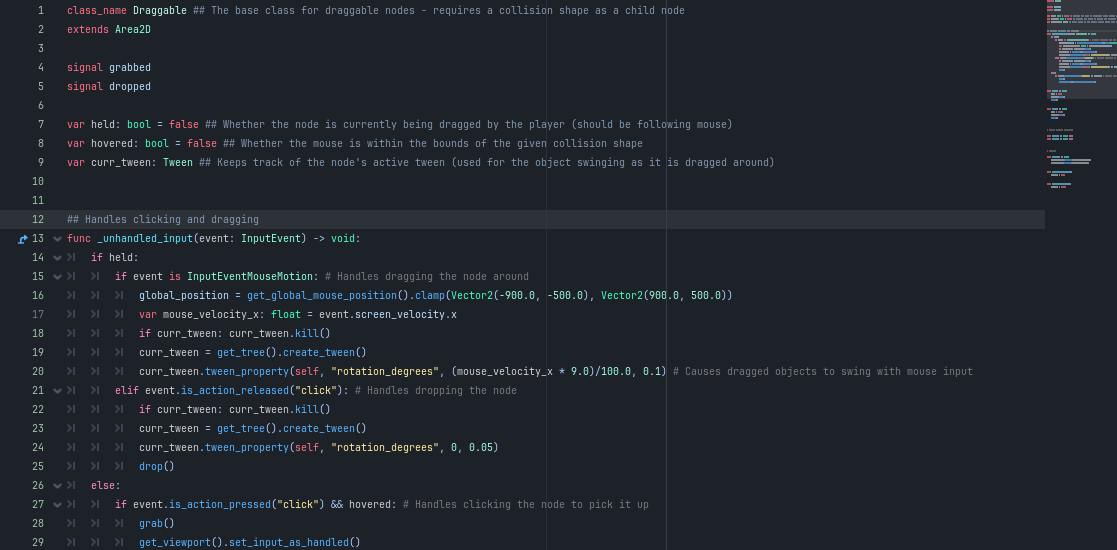 1 class_name Draggable ## The base class for draggable nodes - requires a collision shape as a child node
2 extends Area2D
3
4 signal grabbed
5 signal dropped
6
7 var held: bool = false ## Whether the node is currently being dragged by the player (should be following mouse)
8 var hovered: bool = false ## Whether the mouse is within the bounds of the given collision shape
9 var curr_tween: Tween ## Keeps track of the node's active tween (used for the object swinging as it is dragged around)
10
11
12 ## Handles clicking and dragging
13 func _unhandled_input(event: InputEvent) -> void:
14 if held:
15 if event is InputEventMouseMotion: # Handles dragging the node around
16 global_position = get_global_mouse_position().clamp(Vector2(-900.0, -500.0), Vector2(900.0, 500.0))
17 var mouse_velocity_x: float = event.screen_velocity.x
18 if curr_tween: curr_tween.kill()
19 curr_tween = get_tree().create_tween()
20 curr_tween.tween_property(self, "rotation_degrees", (mouse_velocity_x * 9.0)/100.0, 0.1) # Causes dragged objects to swing with mouse input
21 elif event.is_action_released("click"): # Handles dropping the node
22 if curr_tween: curr_tween.kill()
23 curr_tween = get_tree().create_tween()
24 curr_tween.tween_property(self, "rotation_degrees", 0, 0.05)
25 drop()
26 else:
27 if event.is_action_pressed("click") && hovered: # Handles clicking the node to pick it up
28 grab()
29 get_viewport().set_input_as_handled()